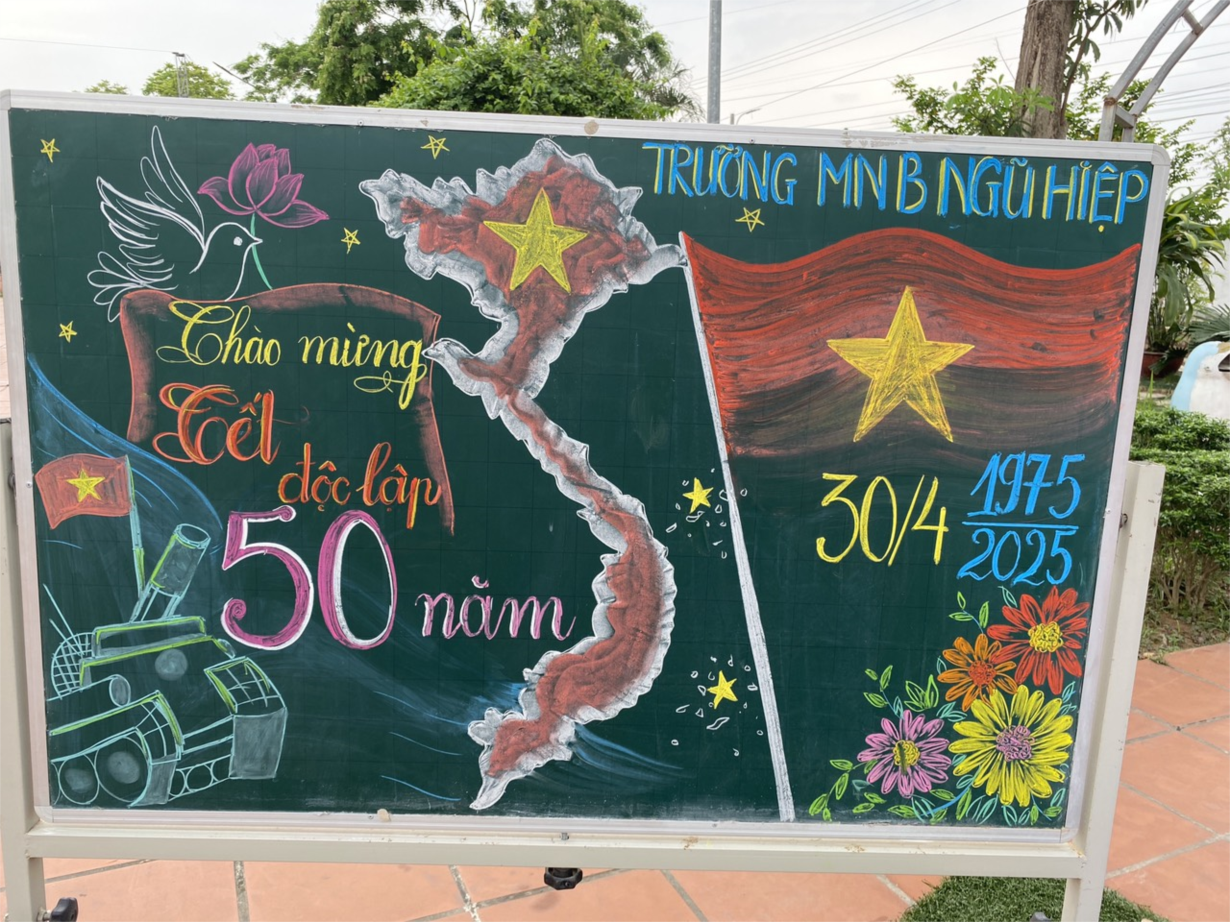 TRƯỜNG MN B NGŨ HIỆP
Chào mừng
Tết
độc lập
50 năm
30/4
1975
2025